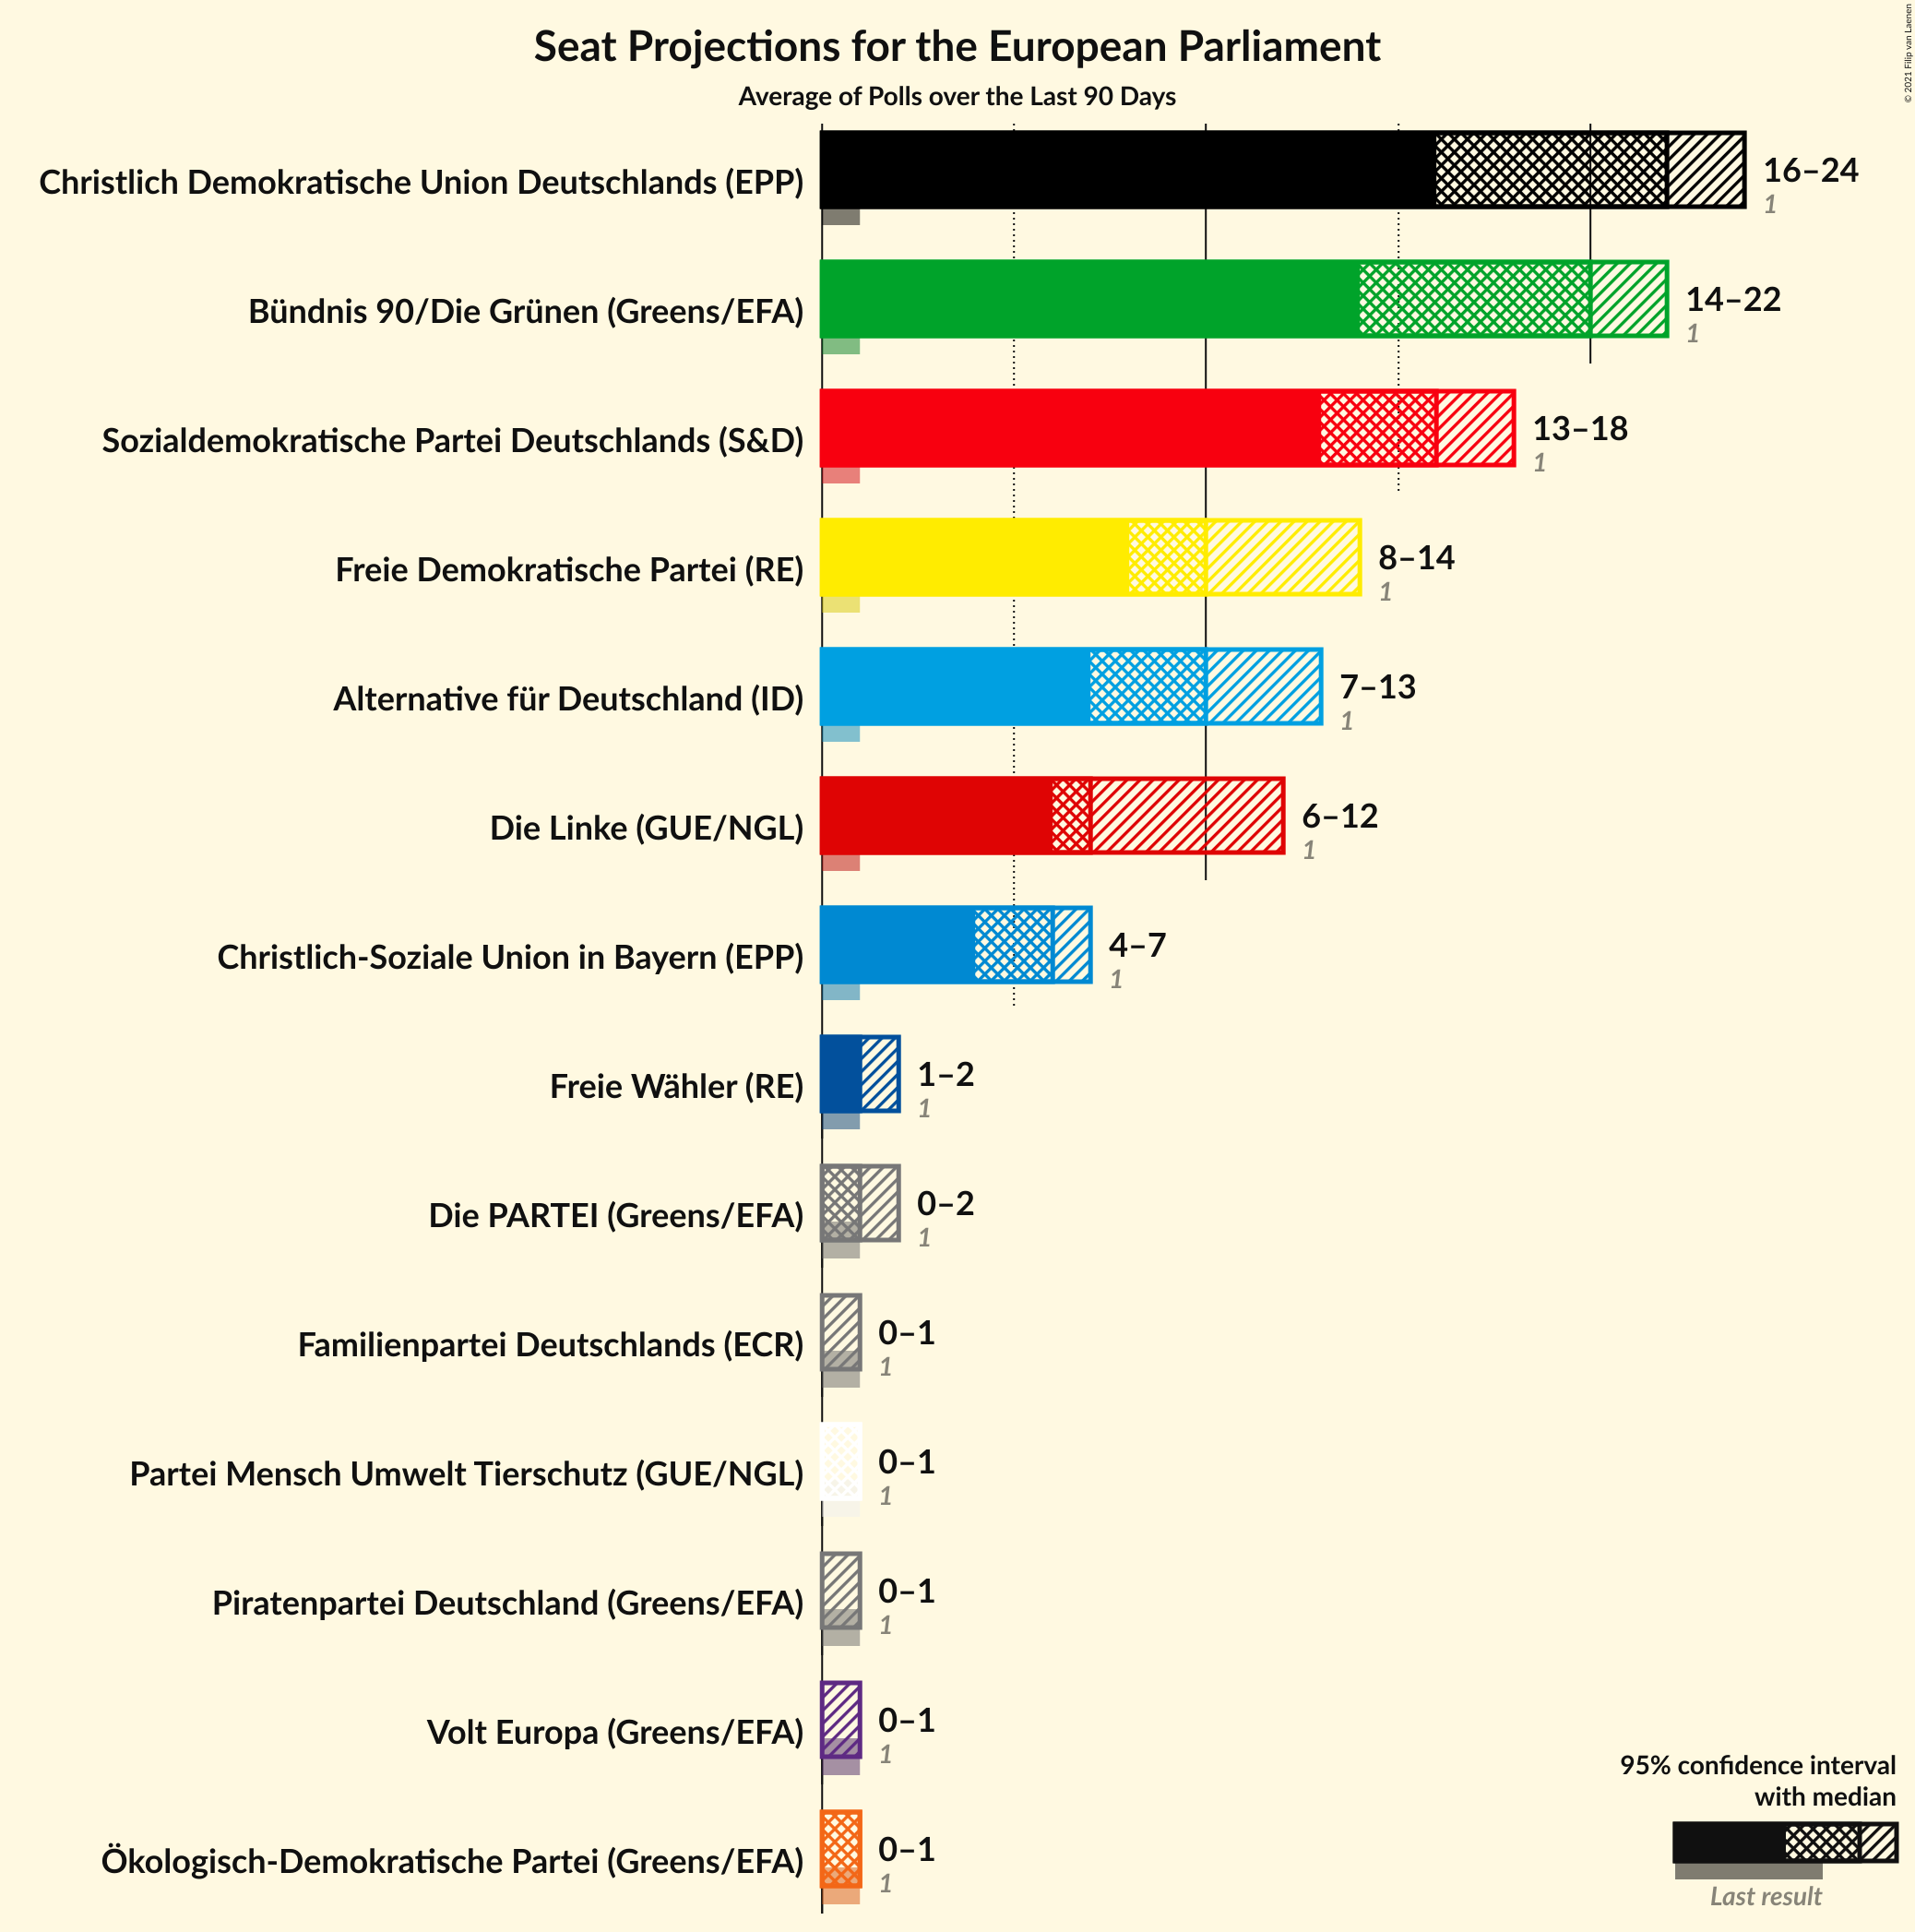 Seat Projections for the European Parliament
Average of Polls over the Last 90 Days
© 2021 Filip van Laenen
Christlich Demokratische Union Deutschlands (EPP)
16–24
1
Bündnis 90/Die Grünen (Greens/EFA)
14–22
1
Sozialdemokratische Partei Deutschlands (S&D)
13–18
1
Freie Demokratische Partei (RE)
8–14
1
Alternative für Deutschland (ID)
7–13
1
Die Linke (GUE/NGL)
6–12
1
Christlich-Soziale Union in Bayern (EPP)
4–7
1
Freie Wähler (RE)
1–2
1
Die PARTEI (Greens/EFA)
0–2
1
Familienpartei Deutschlands (ECR)
0–1
1
Partei Mensch Umwelt Tierschutz (GUE/NGL)
0–1
1
Piratenpartei Deutschland (Greens/EFA)
0–1
1
Volt Europa (Greens/EFA)
0–1
1
Ökologisch-Demokratische Partei (Greens/EFA)
0–1
1
95% confidence interval
with median
Last result